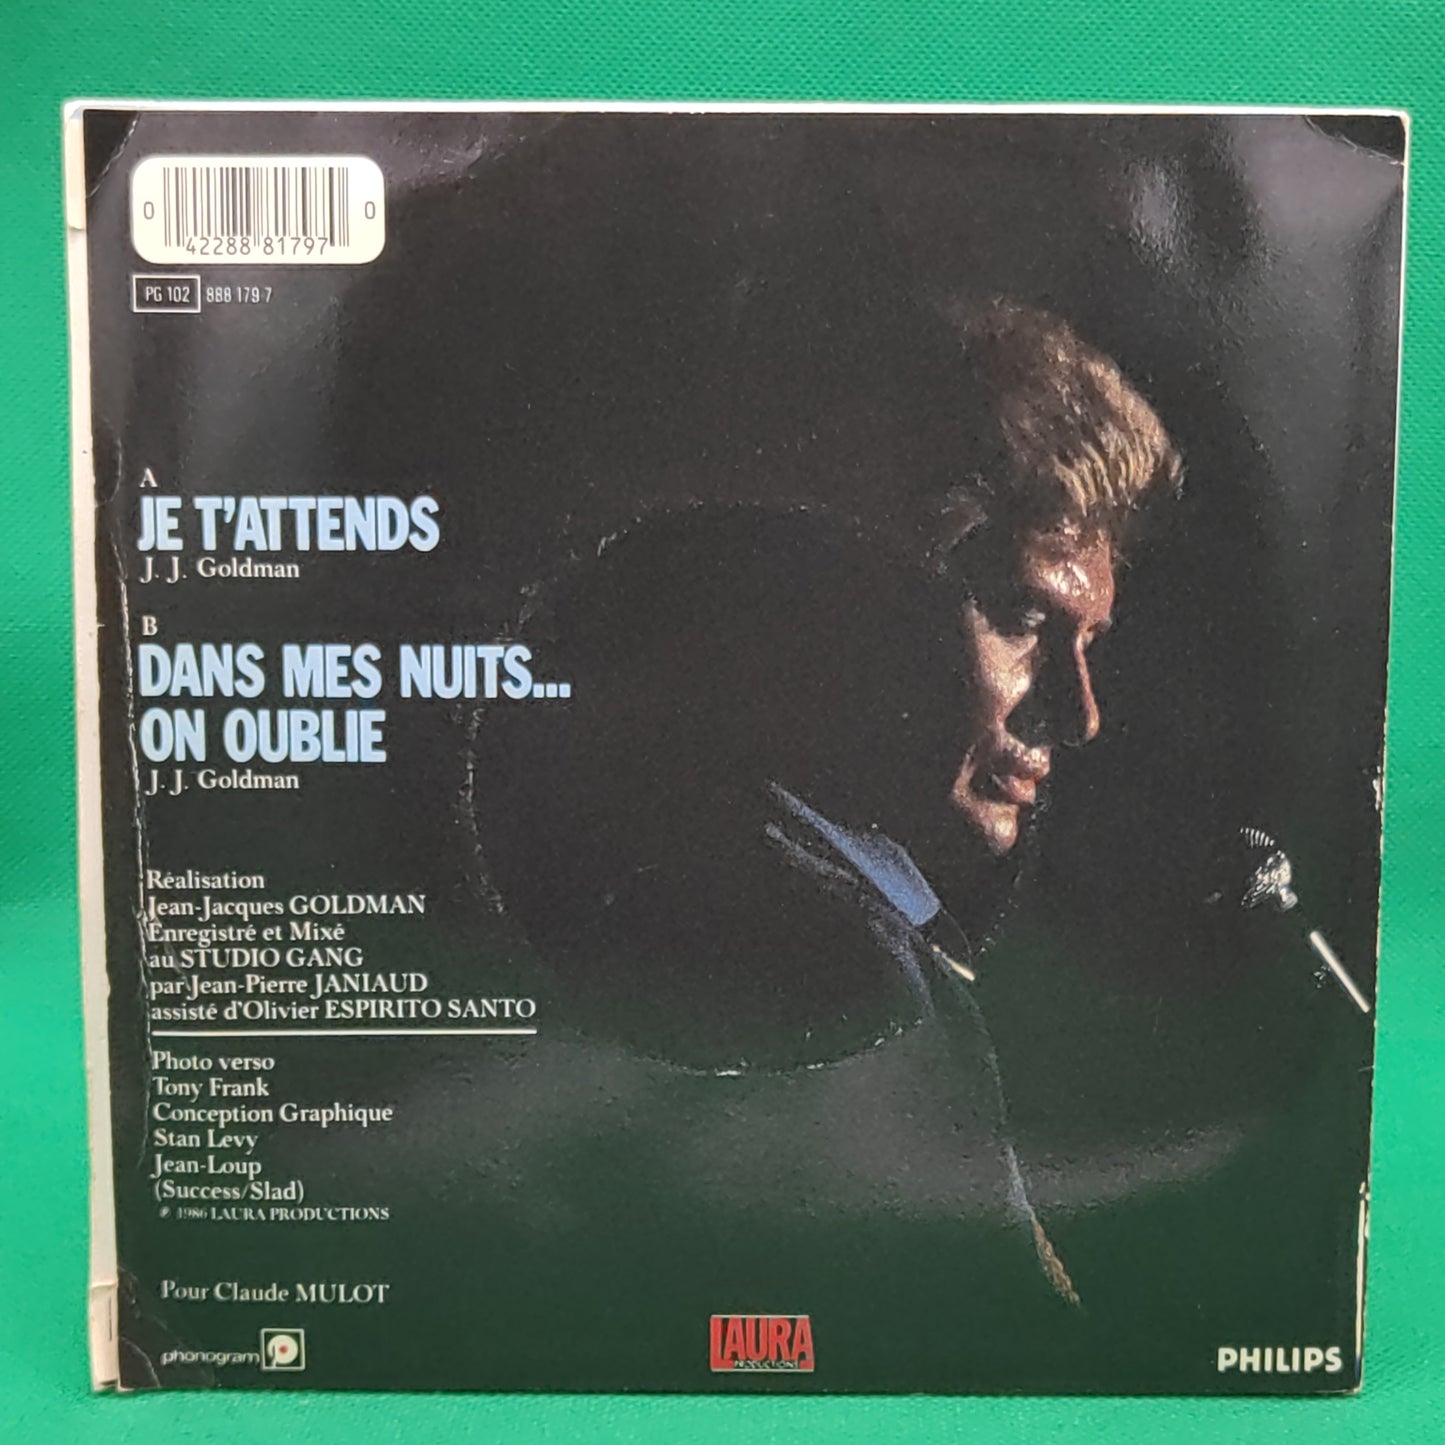 0 42288 81797 0
PG 102 888 179-7
A
JE T'ATTENDS
J. J. Goldman
B
DANS MES NUITS...
ON OUBLIE
J. J. Goldman
Réalisation
Jean-Jacques GOLDMAN
Enregistré et Mixé
au STUDIO GANG
par Jean-Pierre JANIAUD
assisté d'Olivier ESPIRITO SANTO
Photo verso
Tony Frank
Conception Graphique
Stan Levy
Jean-Loup
(Success/Slad)
℗ 1986 LAURA PRODUCTIONS
Pour Claude MULOT
phonogram
LAURA
PRODUCTIONS
PHILIPS